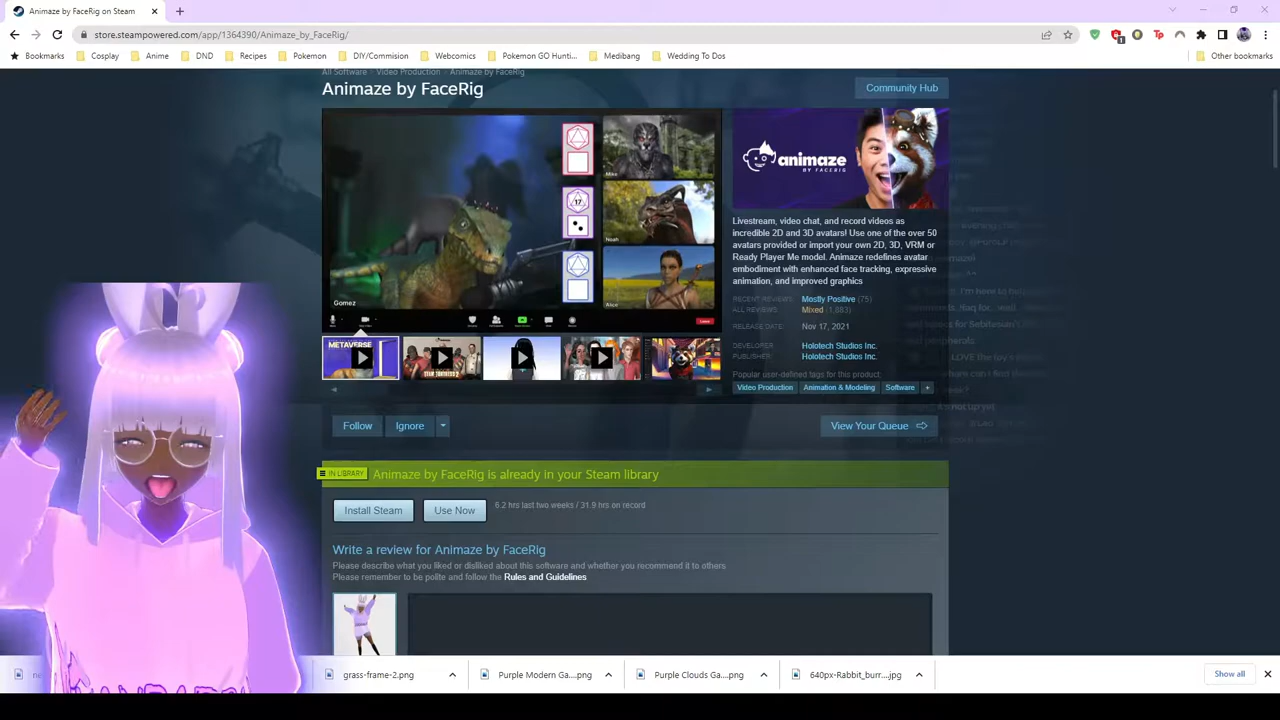 Animaze by FaceRig on Steam
store.steampowered.com/app/1364390/Animaze_by_FaceRig/
Bookmarks Cosplay Anime DND Recipes Pokemon DIY/Commision Webcomics Pokemon GO Hunti... Medibang Wedding To Dos Other bookmarks
All Software > Video Production > Animaze by FaceRig
Animaze by FaceRig
Community Hub
Mike
Noah
17
Gomez
Alice
animaze
BY FACERIG
Livestream, video chat, and record videos as
incredible 2D and 3D avatars! Use one of the over 50
avatars provided or import your own 2D, 3D, VRM or
Ready Player Me model. Animaze redefines avatar
embodiment with enhanced face tracking, expressive
animation, and improved graphics
RECENT REVIEWS: Mostly Positive (75)
ALL REVIEWS: Mixed (1,883)
RELEASE DATE: Nov 17, 2021
DEVELOPER: Holotech Studios Inc.
PUBLISHER: Holotech Studios Inc.
Popular user-defined tags for this product:
Video Production Animation & Modeling Software +
METAVERSE
Follow Ignore View Your Queue
IN LIBRARY Animaze by FaceRig is already in your Steam library
Install Steam Use Now 6.2 hrs last two weeks / 31.9 hrs on record
Write a review for Animaze by FaceRig
Please describe what you liked or disliked about this software and whether you recommend it to others
Please remember to be polite and follow the Rules and Guidelines
grass-frame-2.png Purple Modern Ga....png Purple Clouds Ga....png 640px-Rabbit_burr....jpg Show all